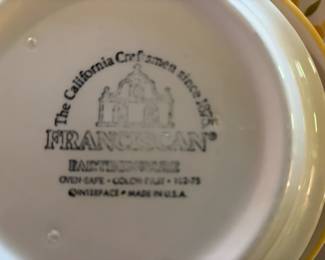 The California Craftsmen since 1875.
FRANCISCAN®
EARTHENWARE
OVEN-SAFE • COLOR-FAST •
©INTERPACE • MADE IN U.S.A.